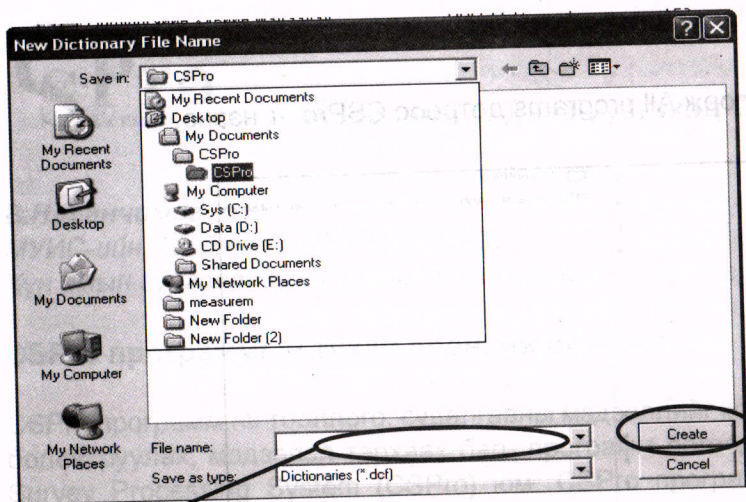 New Dictionary File Name
Save in:
CSPro
My Recent Documents
Desktop
My Documents
CSPro
CSPro
My Computer
Sys (C:)
Data (D:)
CD Drive (E:)
Shared Documents
My Network Places
measurem
New Folder
New Folder (2)
My Recent
Documents
Desktop
My Documents
My Computer
My Network
Places
File name:
Create
Save as type:
Dictionaries (*.dcf)
Cancel